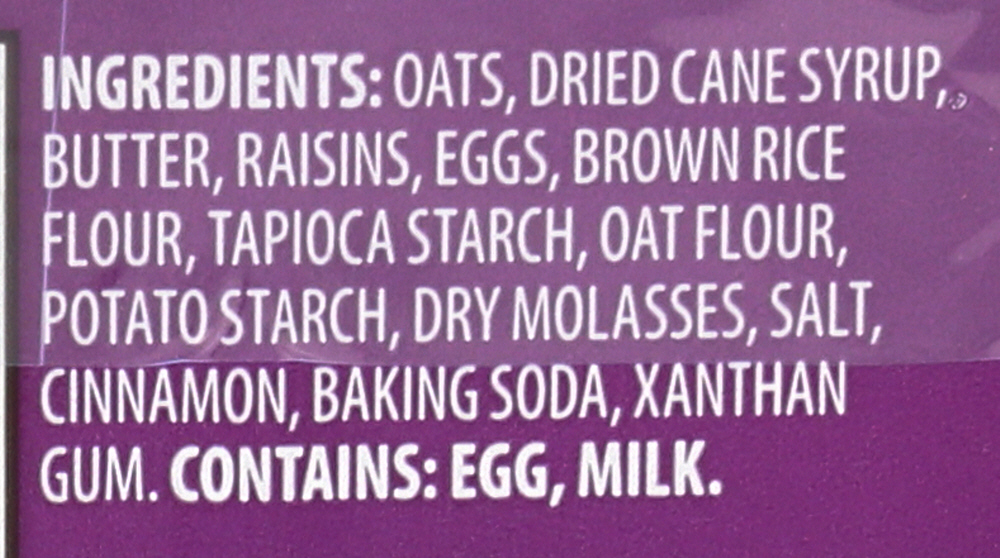 INGREDIENTS: OATS, DRIED CANE SYRUP,
BUTTER, RAISINS, EGGS, BROWN RICE
FLOUR, TAPIOCA STARCH, OAT FLOUR,
POTATO STARCH, DRY MOLASSES, SALT,
CINNAMON, BAKING SODA, XANTHAN
GUM. CONTAINS: EGG, MILK.